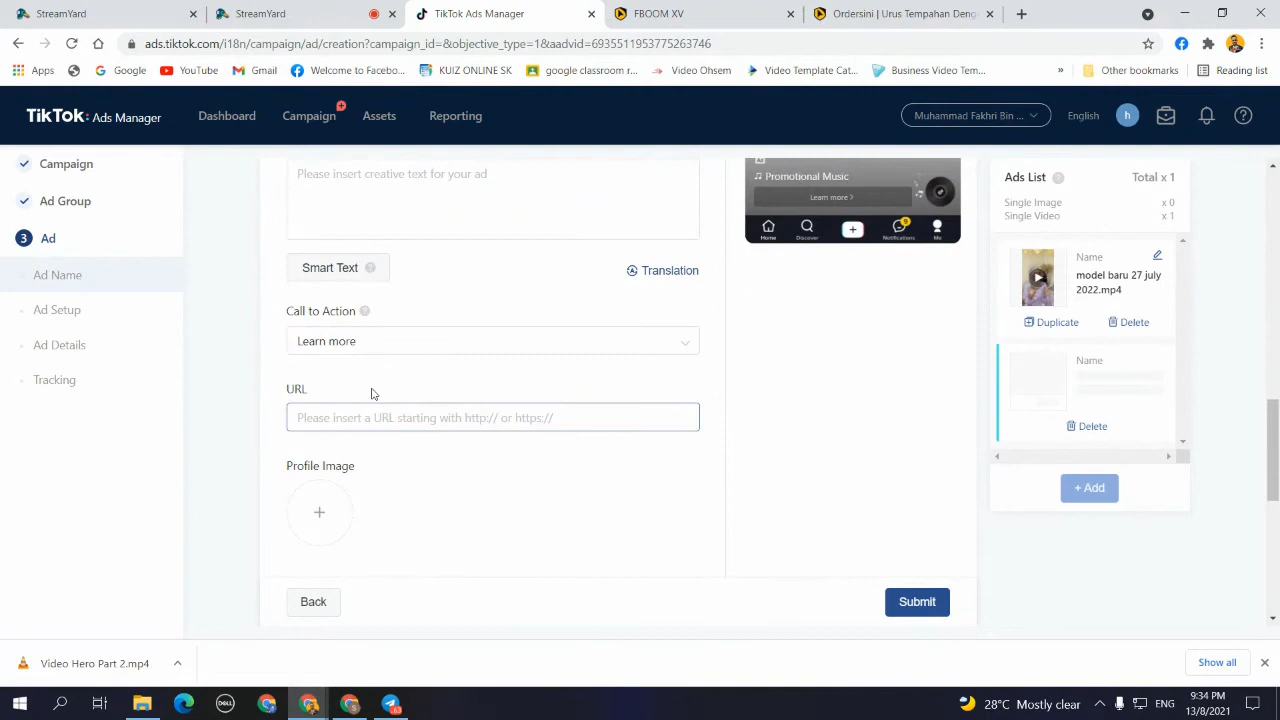 StreamYard
StreamYard
TikTok Ads Manager
FBOOM XV
Ordersini | Urus Tempahan Deng
ads.tiktok.com/i18n/campaign/ad/creation?campaign_id=&objective_type=1&aadvid=6935511953775263746
Apps
Google
YouTube
Gmail
Welcome to Facebo...
KUIZ ONLINE SK
google classroom r...
Video Ohsem
Video Template Cat...
Business Video Tem...
»
Other bookmarks
Reading list
TikTok: Ads Manager
Dashboard
Campaign
Assets
Reporting
Muhammad Fakhri Bin ...
English
h
Campaign
Ad Group
3 Ad
Ad Name
Ad Setup
Ad Details
Tracking
Please insert creative text for your ad
Smart Text
Translation
Call to Action
Learn more
URL
Please insert a URL starting with http:// or https://
Profile Image
Back
Submit
Ad
Promotional Music
Learn more >
Home
Discover
9
Notifications
Me
Ads List
Total x 1
Single Image x 0
Single Video x 1
Name
model baru 27 july
2022.mp4
Duplicate
Delete
Name
Delete
+ Add
Video Hero Part 2.mp4
Show all
DELL
28°C Mostly clear
ENG
9:34 PM
13/8/2021